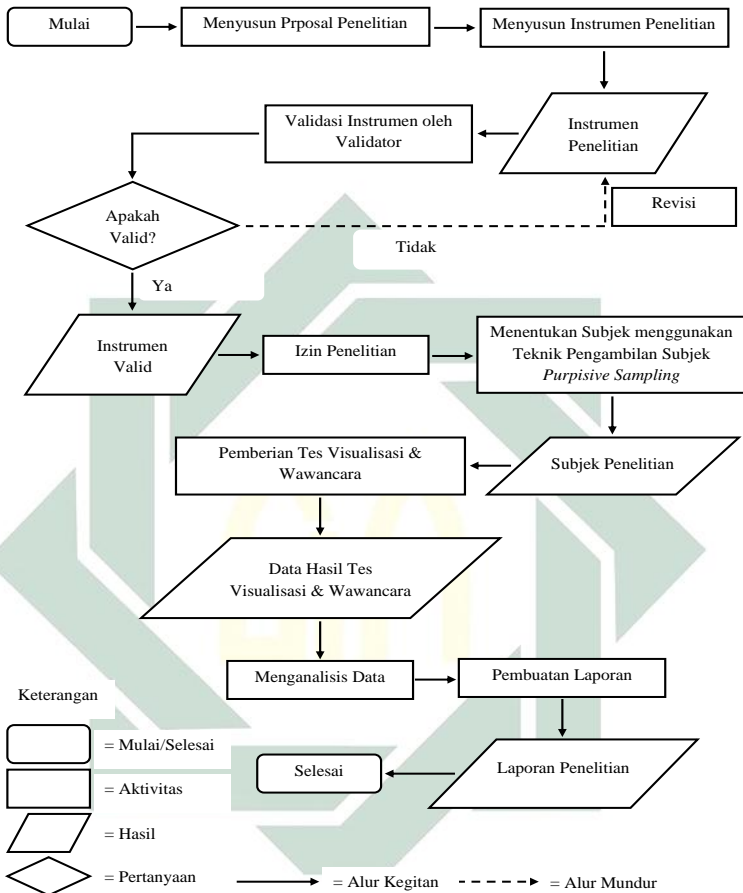 Mulai
Menyusun Prposal Penelitian
Menyusun Instrumen Penelitian
Instrumen
Penelitian
Validasi Instrumen oleh
Validator
Apakah
Valid?
Revisi
Tidak
Ya
Instrumen
Valid
Izin Penelitian
Menentukan Subjek menggunakan
Teknik Pengambilan Subjek
Purpisive Sampling
Subjek Penelitian
Pemberian Tes Visualisasi &
Wawancara
Data Hasil Tes
Visualisasi & Wawancara
Menganalisis Data
Pembuatan Laporan
Laporan Penelitian
Selesai
Keterangan
= Mulai/Selesai
= Aktivitas
= Hasil
= Pertanyaan
= Alur Kegitan
= Alur Mundur